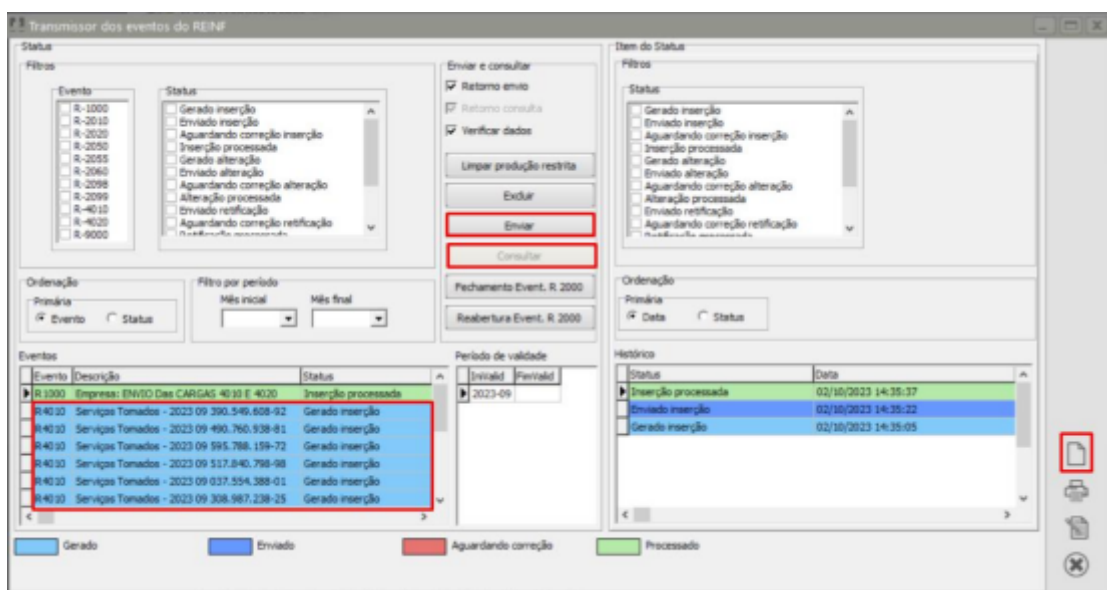 Transmissor dos eventos do REINF
Status
Filtros
Evento
R-1000
R-2010
R-2020
R-2050
R-2055
R-2060
R-2098
R-2099
R-4010
R-4020
R-9000
Status
Gerado inserção
Enviado inserção
Aguardando correção inserção
Inserção processada
Gerado alteração
Enviado alteração
Aguardando correção alteração
Alteração processada
Enviado retificação
Aguardando correção retificação
Retificação processada
Ordenação
Primária
Evento Status
Filtro por período
Mês inicial Mês final
Enviar e consultar
Retorno envio
Retorno consulta
Verificar dados
Limpar produção restrita
Excluir
Enviar
Consultar
Fechamento Event. R 2000
Reabertura Event. R 2000
Eventos
Evento Descrição Status
R1000 Empresa: ENVIO Das CARGAS 4010 E 4020 Inserção processada
R4010 Serviços Tomados - 2023 09 390.549.608-92 Gerado inserção
R4010 Serviços Tomados - 2023 09 490.760.938-81 Gerado inserção
R4010 Serviços Tomados - 2023 09 595.788.159-72 Gerado inserção
R4010 Serviços Tomados - 2023 09 517.840.798-98 Gerado inserção
R4010 Serviços Tomados - 2023 09 037.554.388-01 Gerado inserção
R4010 Serviços Tomados - 2023 09 308.987.238-25 Gerado inserção
Período de validade
IniValid FimValid
2023-09
Item do Status
Filtros
Status
Gerado inserção
Enviado inserção
Aguardando correção inserção
Inserção processada
Gerado alteração
Enviado alteração
Aguardando correção alteração
Alteração processada
Enviado retificação
Aguardando correção retificação
Retificação processada
Ordenação
Primária
Data Status
Histórico
Status Data
Inserção processada 02/10/2023 14:35:37
Enviado inserção 02/10/2023 14:35:22
Gerado inserção 02/10/2023 14:35:05
Gerado Enviado Aguardando correção Processado